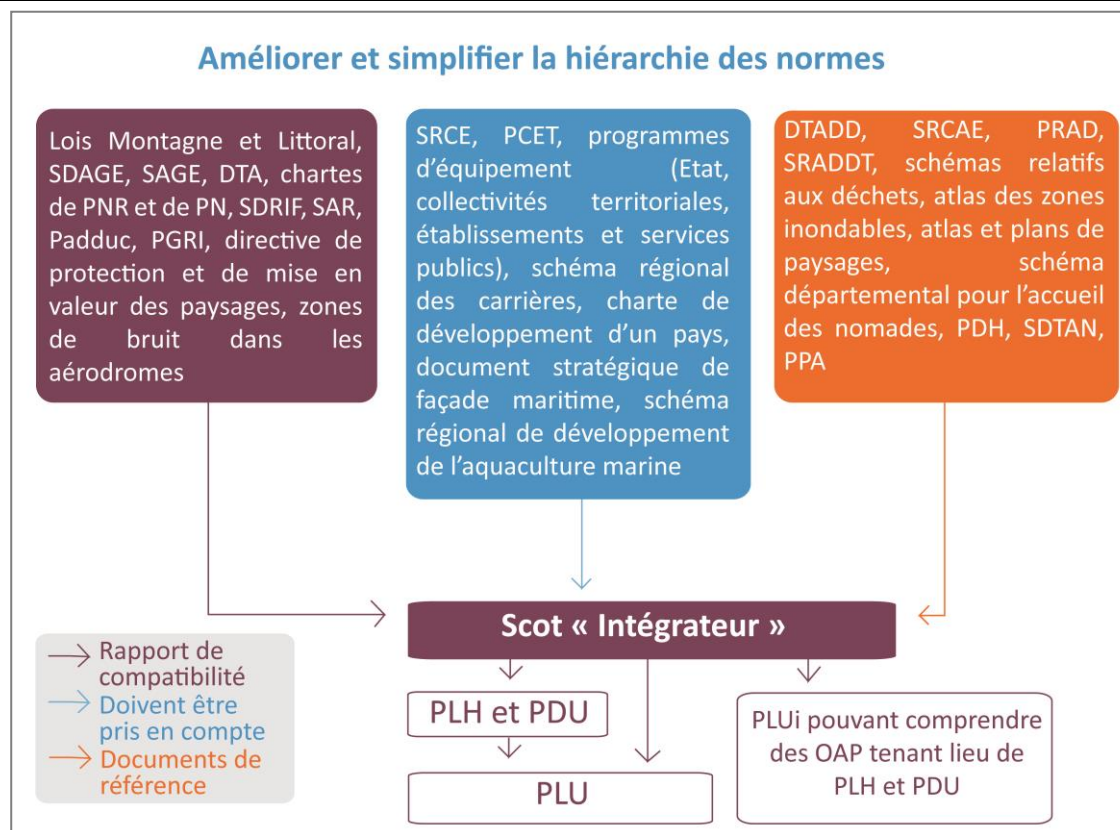 Améliorer et simplifier la hiérarchie des normes
Lois Montagne et Littoral,
SDAGE, SAGE, DTA, chartes
de PNR et de PN, SDRIF, SAR,
Padduc, PGRI, directive de
protection et de mise en
valeur des paysages, zones
de bruit dans les
aérodromes
SRCE, PCET, programmes
d’équipement (Etat,
collectivités territoriales,
établissements et services
publics), schéma régional
des carrières, charte de
développement d’un pays,
document stratégique de
façade maritime, schéma
régional de développement
de l’aquaculture marine
DTADD, SRCAE, PRAD,
SRADDT, schémas relatifs
aux déchets, atlas des zones
inondables, atlas et plans de
paysages, schéma
départemental pour l’accueil
des nomades, PDH, SDTAN,
PPA
Scot « Intégrateur »
Rapport de
compatibilité
Doivent être
pris en compte
Documents de
référence
PLH et PDU
PLU
PLUi pouvant comprendre
des OAP tenant lieu de
PLH et PDU